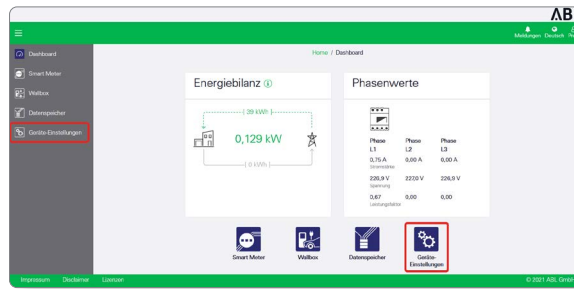 ABL
Meldungen Deutsch
Dashboard
Smart Meter
Wallbox
Datenspeicher
Geräte-Einstellungen
Home / Dashboard
Energiebilanz
39 kWh
0,129 kW
0 kWh
Phasenwerte
Phase L1 Phase L2 Phase L3
0,75 A 0,00 A 0,00 A
Stromstärke
226,9 V 227,0 V 226,9 V
Spannung
0,67 0,00 0,00
Leistungsfaktor
Smart Meter
Wallbox
Datenspeicher
Geräte-
Einstellungen
Impressum Disclaimer Lizenzen
© 2021 ABL